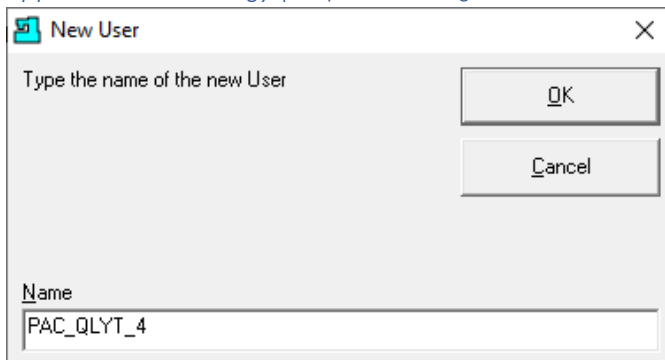 New User
Type the name of the new User
OK
Cancel
Name
PAC_QLYT_4